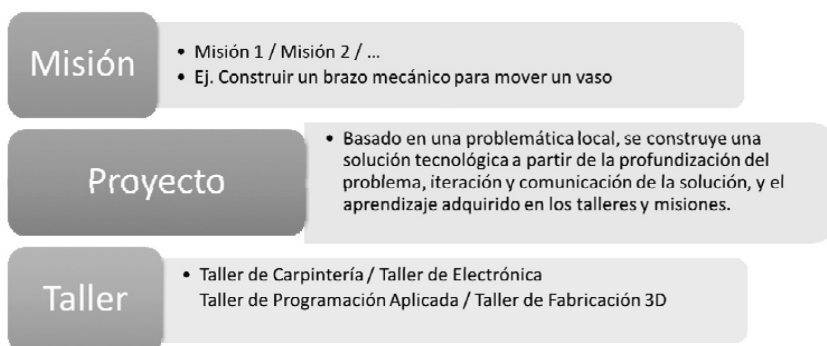 Misión
• Misión 1 / Misión 2 / ...
• Ej. Construir un brazo mecánico para mover un vaso
Proyecto
• Basado en una problemática local, se construye una
solución tecnológica a partir de la profundización del
problema, iteración y comunicación de la solución, y el
aprendizaje adquirido en los talleres y misiones.
Taller
• Taller de Carpintería / Taller de Electrónica
Taller de Programación Aplicada / Taller de Fabricación 3D